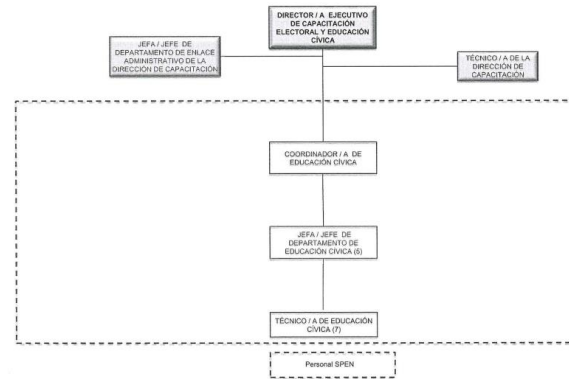 DIRECTOR / A EJECUTIVO
DE CAPACITACIÓN
ELECTORAL Y EDUCACIÓN
CÍVICA
JEFA / JEFE DE
DEPARTAMENTO DE ENLACE
ADMINISTRATIVO DE LA
DIRECCIÓN DE CAPACITACIÓN
TÉCNICO / A DE LA
DIRECCIÓN DE
CAPACITACIÓN
COORDINADOR / A DE
EDUCACIÓN CÍVICA
JEFA / JEFE DE
DEPARTAMENTO DE
EDUCACIÓN CÍVICA (6)
TÉCNICO / A DE EDUCACIÓN
CÍVICA (7)
Personal SPEN